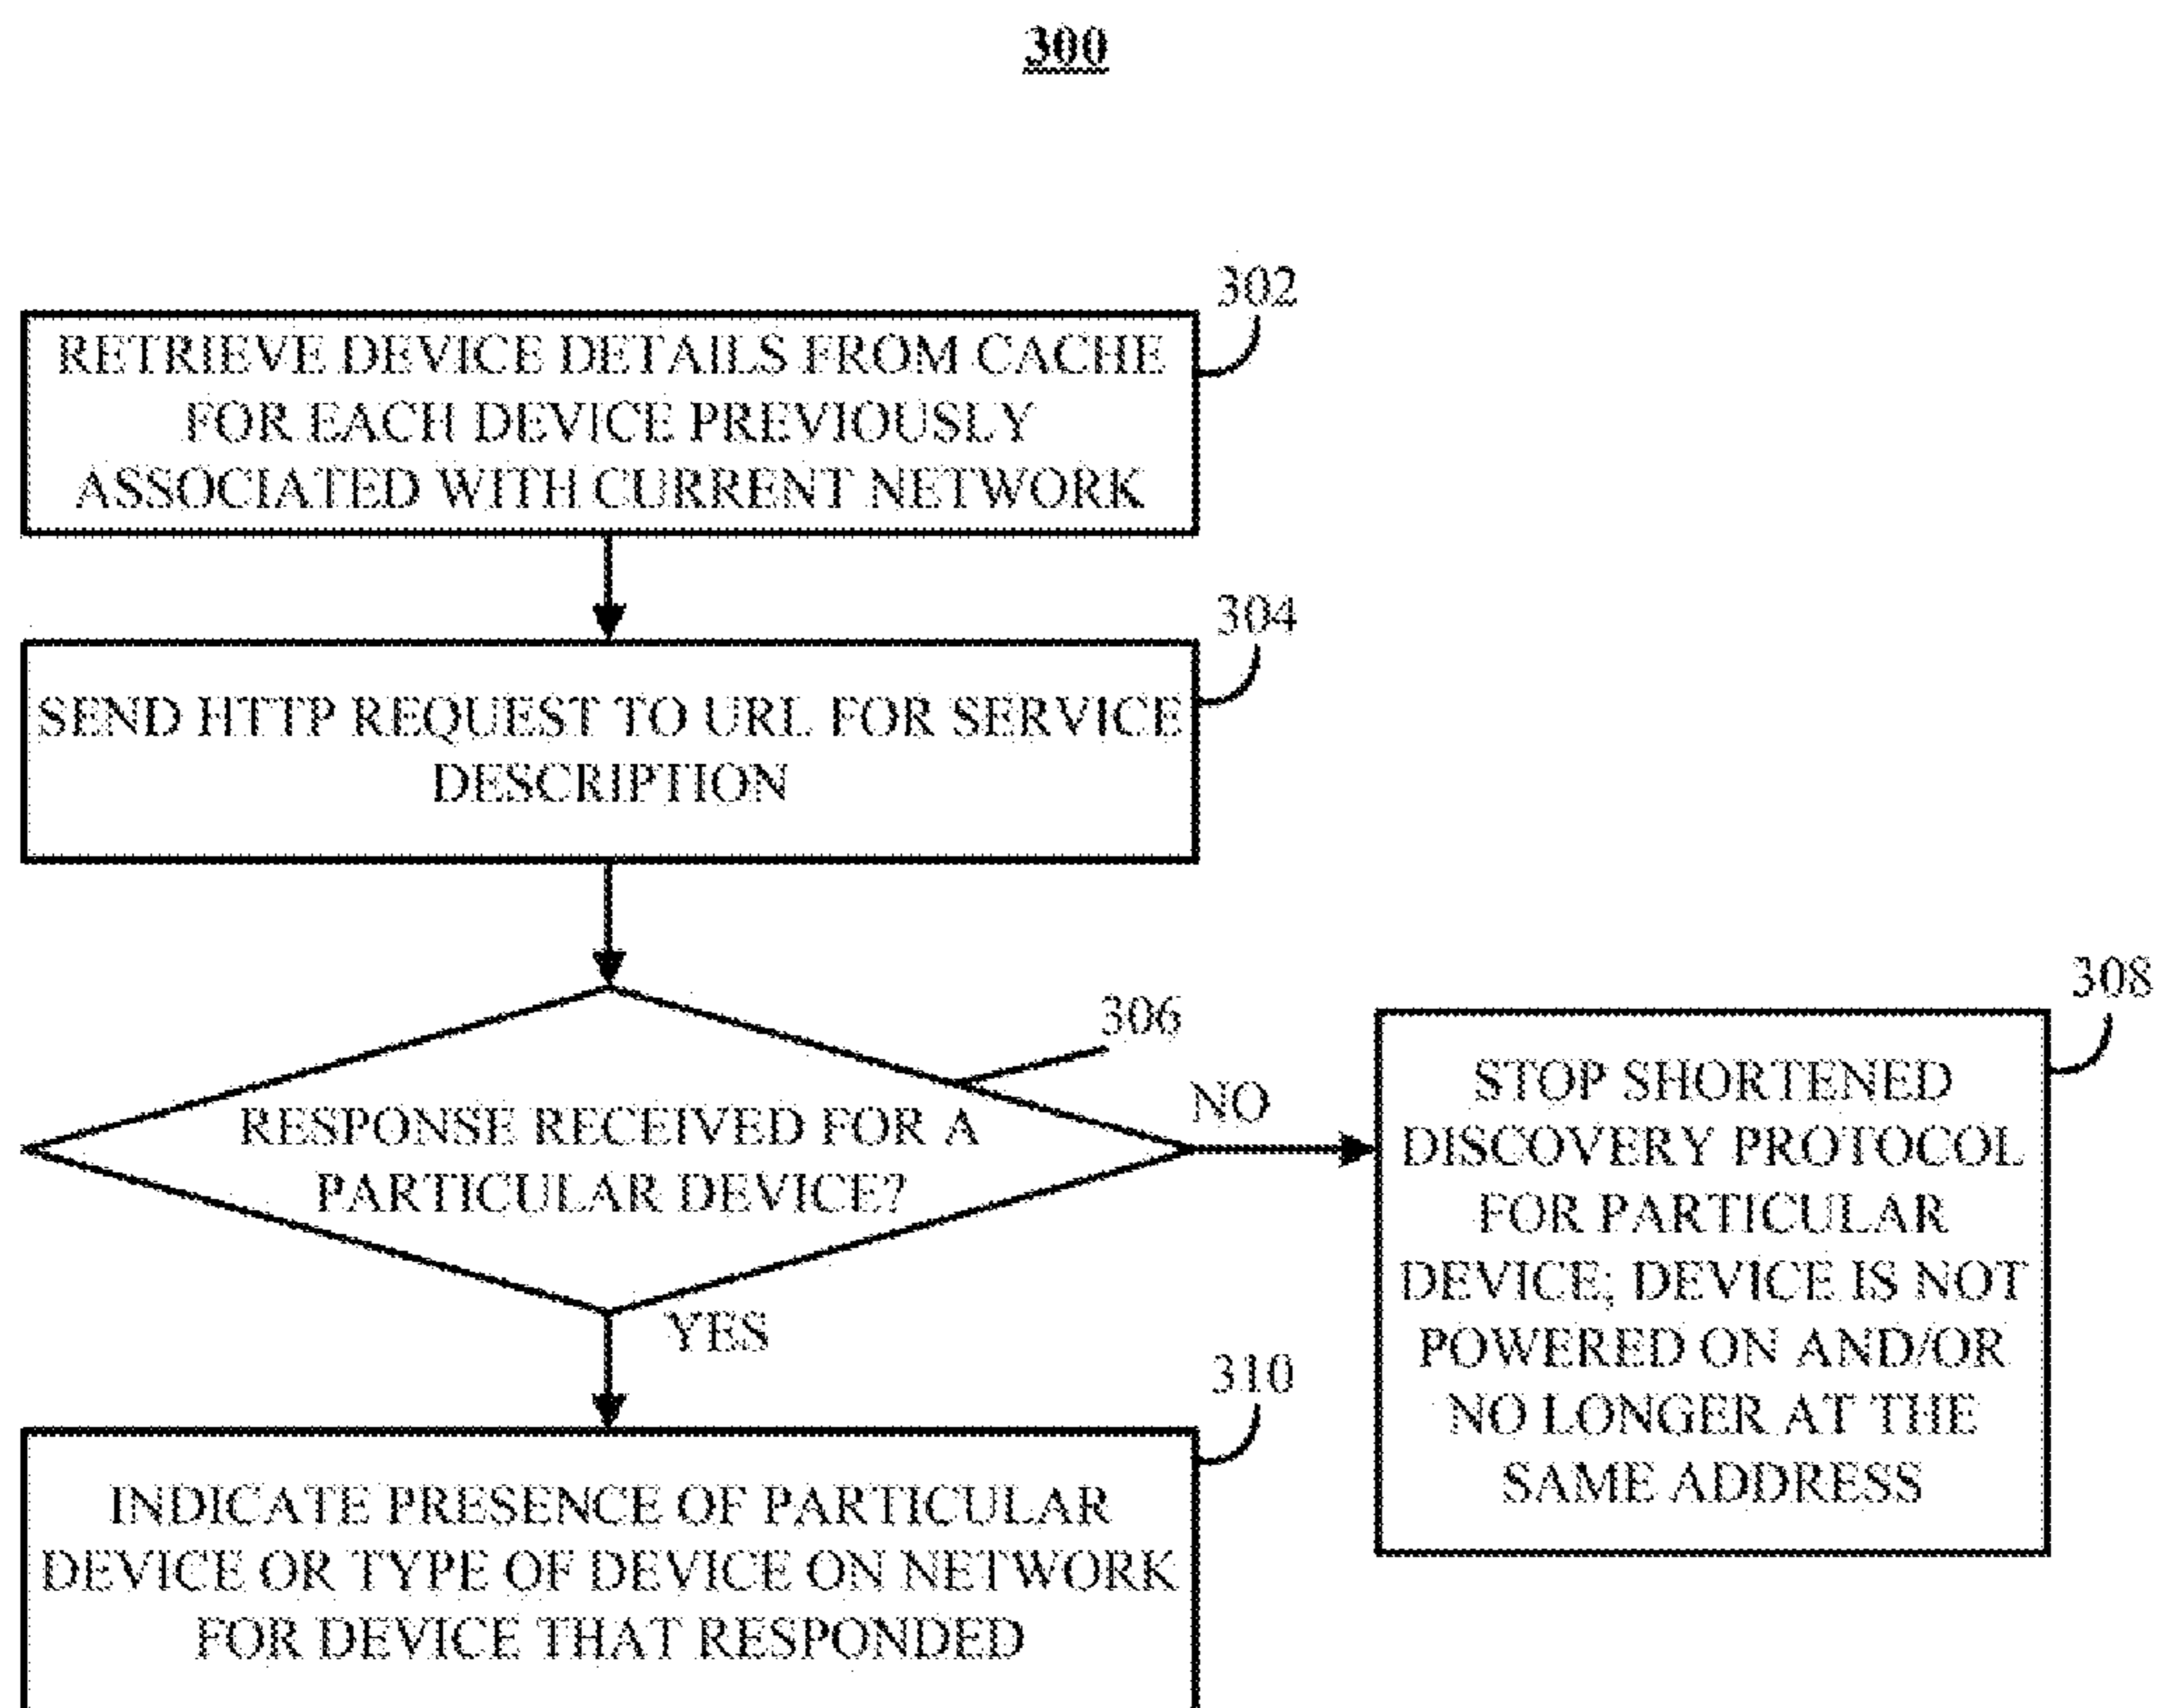 300
302
RETRIEVE DEVICE DETAILS FROM CACHE
FOR EACH DEVICE PREVIOUSLY
ASSOCIATED WITH CURRENT NETWORK
304
SEND HTTP REQUEST TO URL FOR SERVICE
DESCRIPTION
306
RESPONSE RECEIVED FOR A
PARTICULAR DEVICE?
NO
308
STOP SHORTENED
DISCOVERY PROTOCOL
FOR PARTICULAR
DEVICE; DEVICE IS NOT
POWERED ON AND/OR
NO LONGER AT THE
SAME ADDRESS
YES
310
INDICATE PRESENCE OF PARTICULAR
DEVICE OR TYPE OF DEVICE ON NETWORK
FOR DEVICE THAT RESPONDED